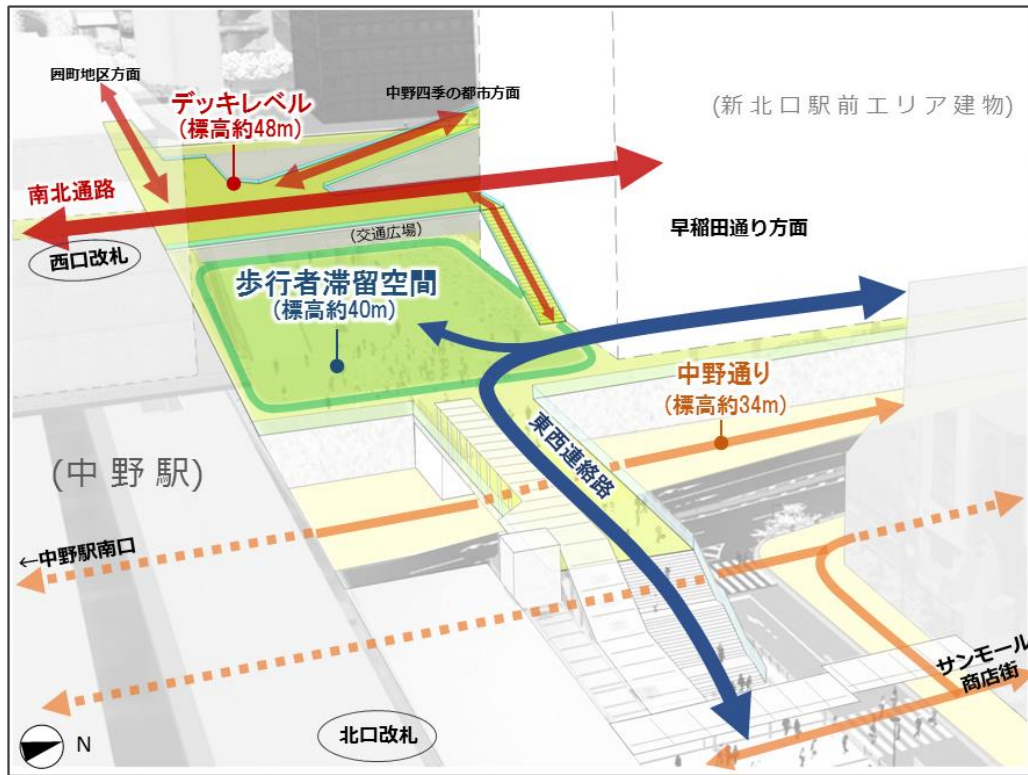 囲町地区方面
デッキレベル
(標高約48m)
中野四季の都市方面
(新北口駅前エリア建物)
南北通路
西口改札
(交通広場)
早稲田通り方面
歩行者滞留空間
(標高約40m)
中野通り
(標高約34m)
東西連絡路
(中野駅)
←中野駅南口
サンモール
商店街
北口改札
N